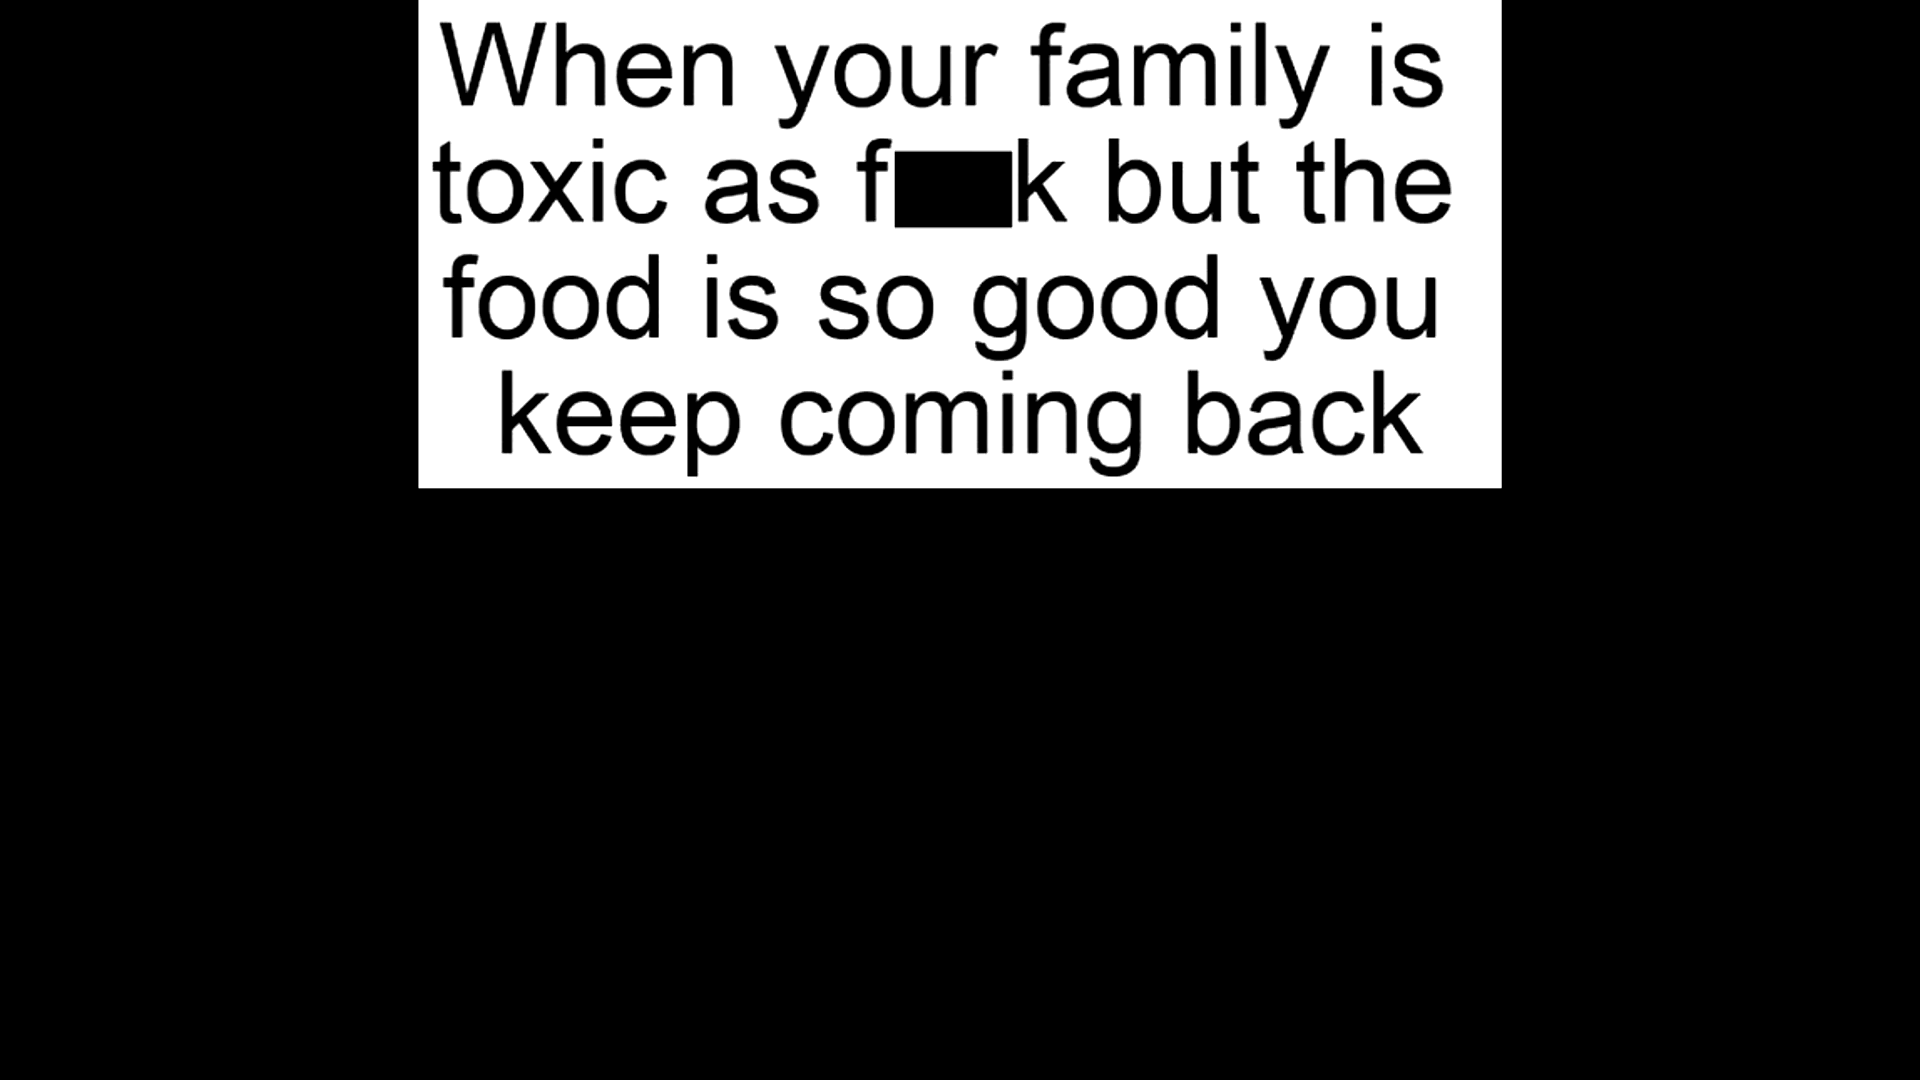 When your family is
toxic as f██k but the
food is so good you
keep coming back